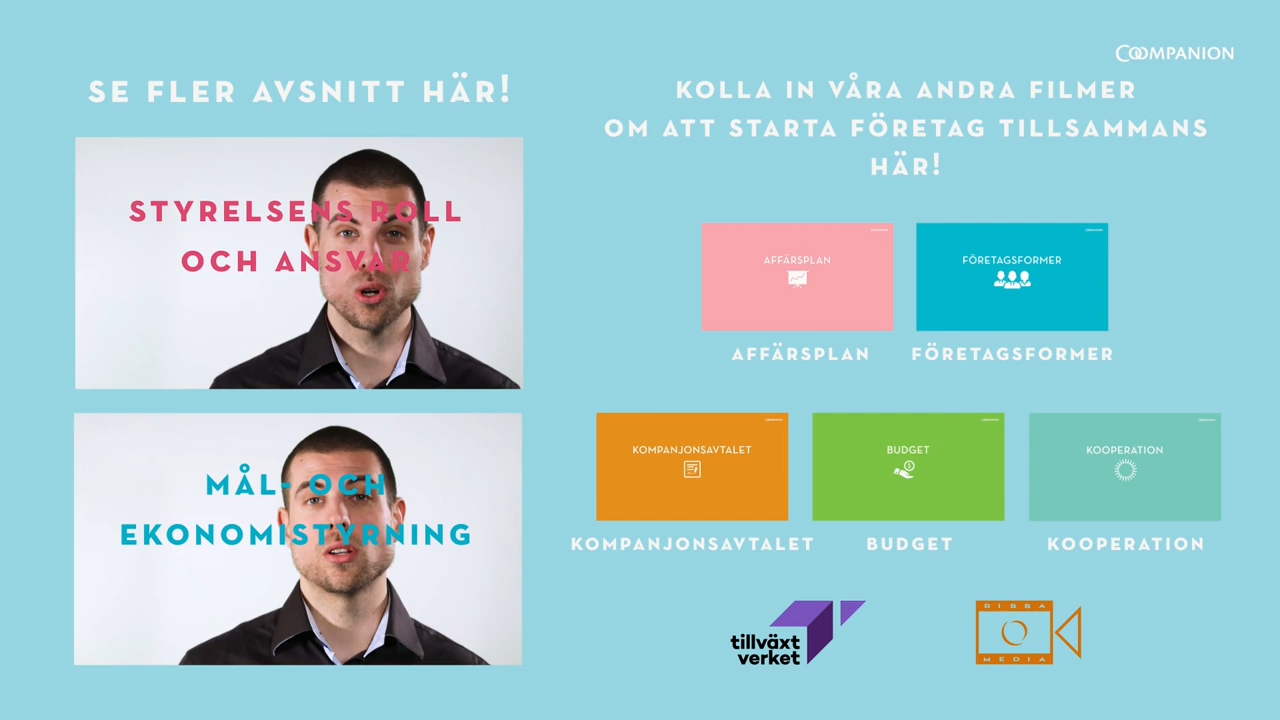 COOMPANION
SE FLER AVSNITT HÄR!
STYRELSENS ROLL
OCH ANSVAR
MÅL- OCH
EKONOMISTYRNING
KOLLA IN VÅRA ANDRA FILMER
OM ATT STARTA FÖRETAG TILLSAMMANS
HÄR!
AFFÄRSPLAN
FÖRETAGSFORMER
AFFÄRSPLAN
FÖRETAGSFORMER
KOMPANJONSAVTALET
BUDGET
KOOPERATION
KOMPANJONSAVTALET
BUDGET
KOOPERATION
tillväxt
verket
RIBBA
MEDIA